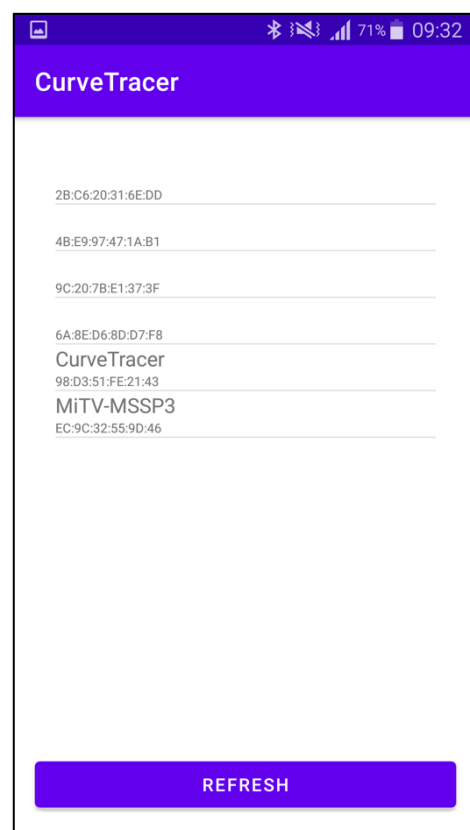 71% 09:32
CurveTracer
2B:C6:20:31:6E:DD
4B:E9:97:47:1A:B1
9C:20:7B:E1:37:3F
6A:8E:D6:8D:D7:F8
CurveTracer
98:D3:51:FE:21:43
MiTV-MSSP3
EC:9C:32:55:9D:46
REFRESH